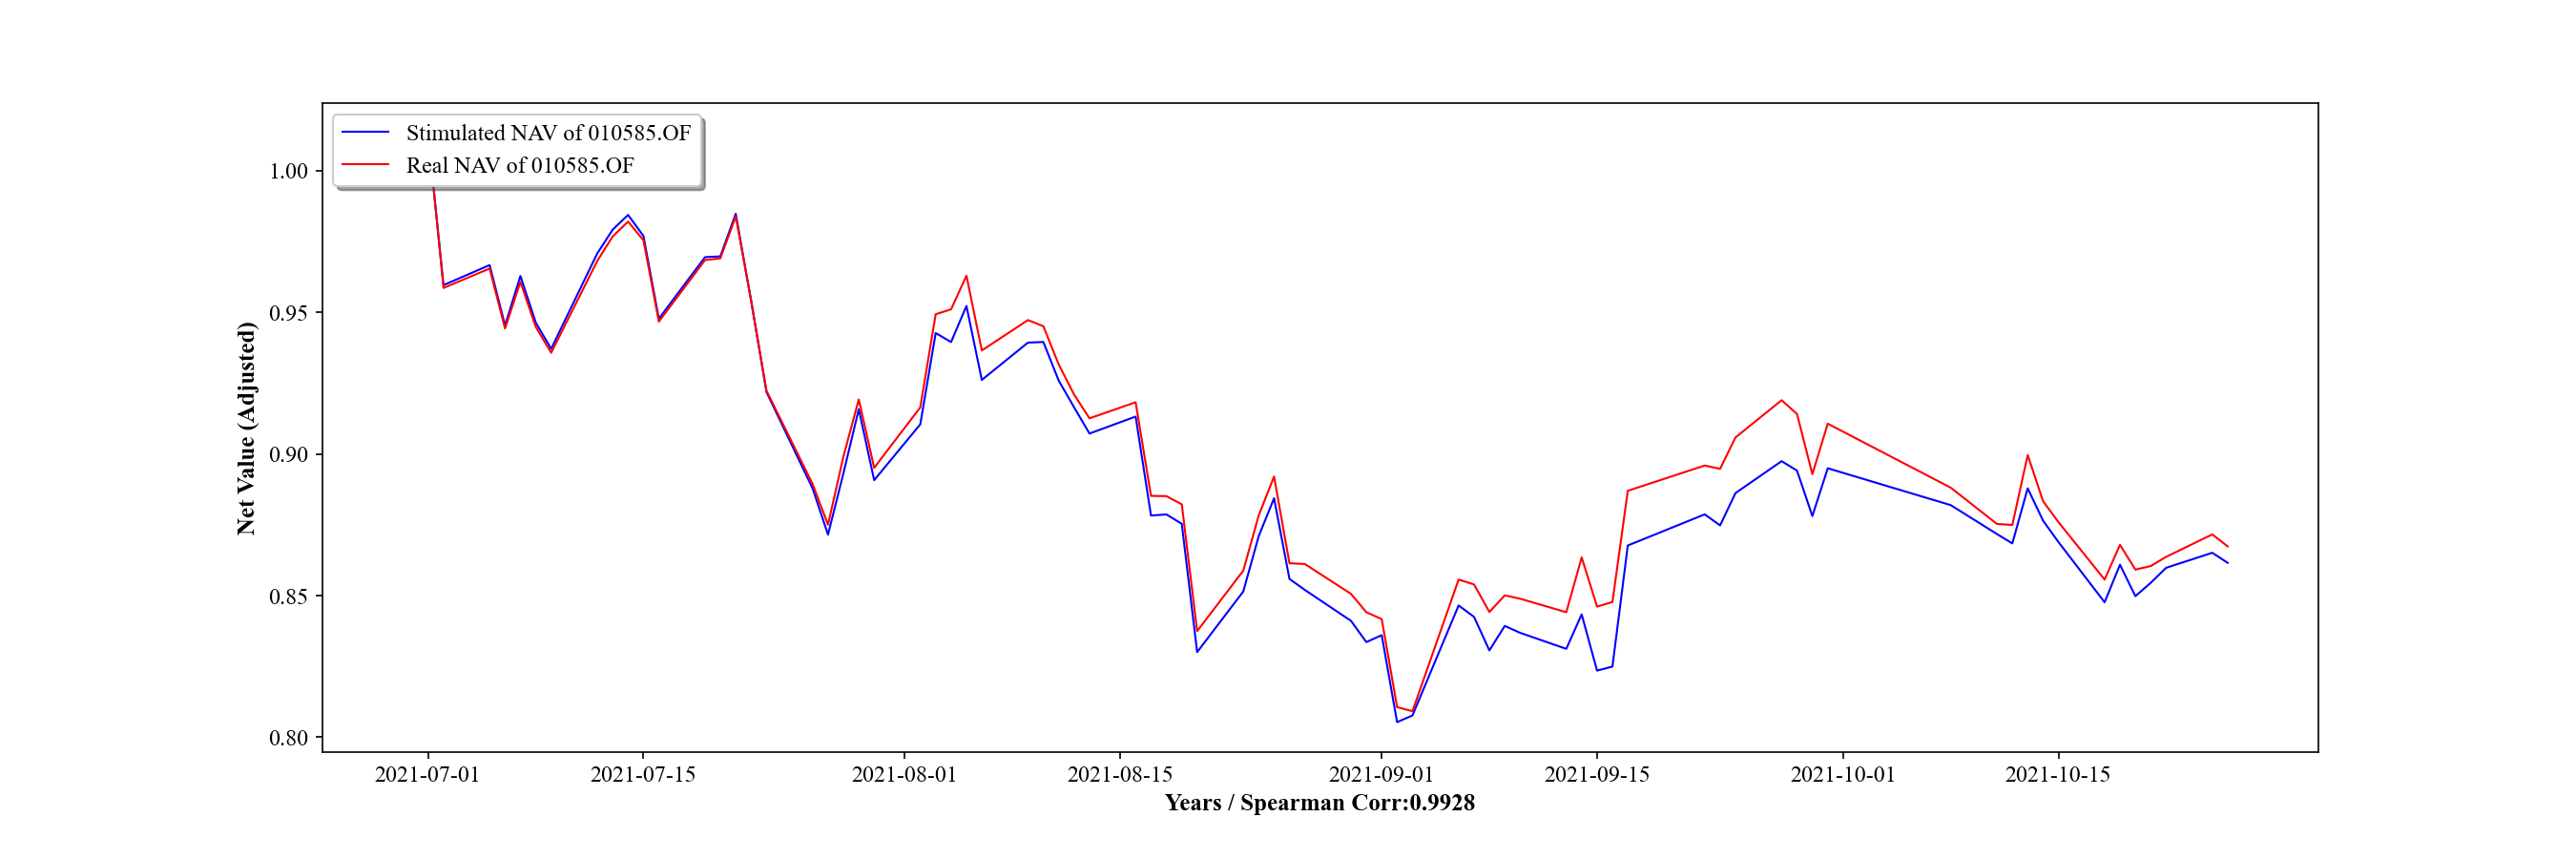 Stimulated NAV of 010585.OF
Real NAV of 010585.OF
1.00
0.95
0.90
0.85
0.80
Net Value (Adjusted)
2021-07-01 2021-07-15 2021-08-01 2021-08-15 2021-09-01 2021-09-15 2021-10-01 2021-10-15
Years / Spearman Corr:0.9928